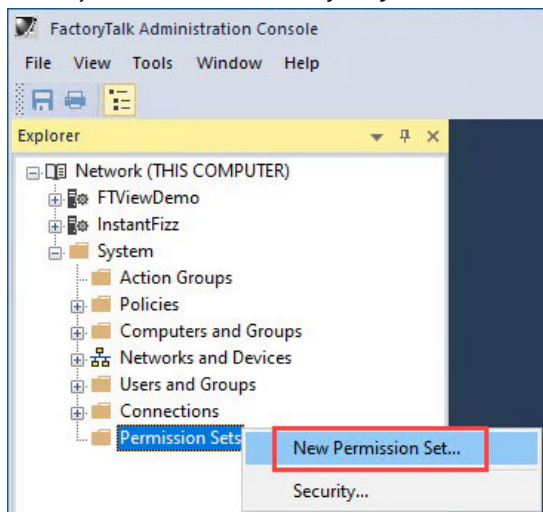 FactoryTalk Administration Console
File View Tools Window Help
Explorer
Network (THIS COMPUTER)
FTViewDemo
InstantFizz
System
Action Groups
Policies
Computers and Groups
Networks and Devices
Users and Groups
Connections
Permission Sets
New Permission Set...
Security...